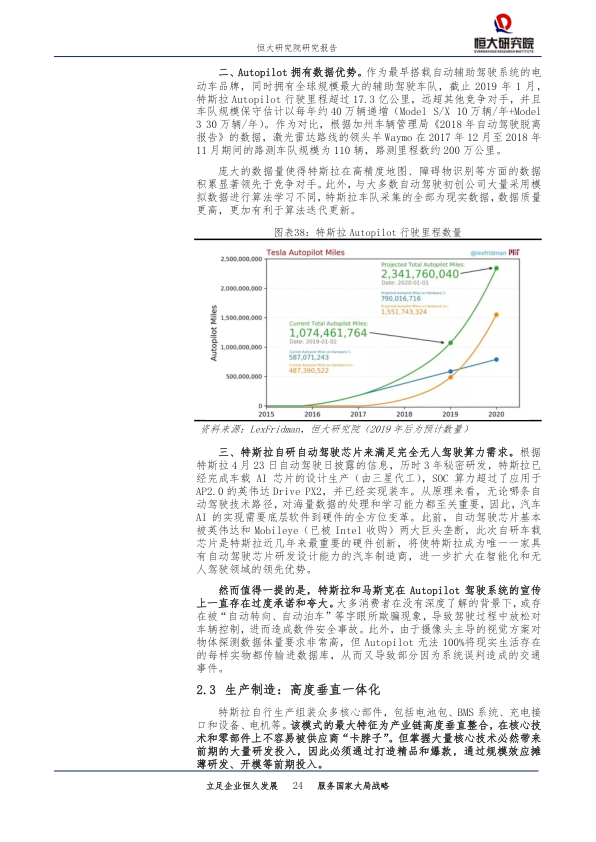 恒大研究院研究报告
恒大研究院
EVERGRANDE RESEARCH INSTITUTE
二、Autopilot 拥有数据优势。作为最早搭载自动辅助驾驶系统的电
动车品牌，同时拥有全球规模最大的辅助驾驶车队，截止 2019 年 1 月，
特斯拉 Autopilot 行驶里程超过 17.3 亿公里，远超其他竞争对手，并且
车队规模保守估计以每年约 40 万辆递增（Model S/X 10 万辆/年+Model
3 30 万辆/年）。作为对比，根据加州车辆管理局《2018 年自动驾驶脱离
报告》的数据，激光雷达路线的领头羊 Waymo 在 2017 年 12 月至 2018 年
11 月期间的路测车队规模为 110 辆，路测里程数约 200 万公里。
庞大的数据量使得特斯拉在高精度地图、障碍物识别等方面的数据
积累显著领先于竞争对手。此外，与大多数自动驾驶初创公司大量采用模
拟数据进行算法学习不同，特斯拉车队采集的全部为现实数据，数据质量
更高，更加有利于算法迭代更新。
图表38：特斯拉 Autopilot 行驶里程数量
Tesla Autopilot Miles
@lexfridman MIT
2,500,000,000
2,000,000,000
1,500,000,000
1,000,000,000
500,000,000
0
Autopilot Miles
Projected Total Autopilot Miles:
2,341,760,040
Date: 2020-01-01
Projected Autopilot Miles on Hardware 1:
790,016,716
Projected Autopilot Miles on Hardware 2+:
1,551,743,324
Current Total Autopilot Miles:
1,074,461,764
Date: 2019-01-02
Current Autopilot Miles on Hardware 1:
587,071,243
Current Autopilot Miles on Hardware 2+:
487,390,522
2015 2016 2017 2018 2019 2020
资料来源：LexFridman，恒大研究院（2019 年后为预计数量）
三、特斯拉自研自动驾驶芯片来满足完全无人驾驶算力需求。根据
特斯拉 4 月 23 日自动驾驶日披露的信息，历时 3 年秘密研发，特斯拉已
经完成车载 AI 芯片的设计生产（由三星代工），SOC 算力超过了应用于
AP2.0 的英伟达 Drive PX2，并已经实现装车。从原理来看，无论哪条自
动驾驶技术路径，对海量数据的处理和学习能力都至关重要，因此，汽车
AI 的实现需要底层软件到硬件的全方位变革。此前，自动驾驶芯片基本
被英伟达和 Mobileye（已被 Intel 收购）两大巨头垄断，此次自研车载
芯片是特斯拉近几年来最重要的硬件创新，将使特斯拉成为唯一一家具
有自动驾驶芯片研发设计能力的汽车制造商，进一步扩大在智能化和无
人驾驶领域的领先优势。
然而值得一提的是，特斯拉和马斯克在 Autopilot 驾驶系统的宣传
上一直存在过度承诺和夸大。大多消费者在没有深度了解的背景下，或存
在被“自动转向、自动泊车”等字眼所欺骗现象，导致驾驶过程中放松对
车辆控制，进而造成数件安全事故。此外，由于摄像头主导的视觉方案对
物体探测数据体量要求非常高，但 Autopilot 无法 100%将现实生活存在
的每样实物都传输进数据库，从而又导致部分因为系统误判造成的交通
事件。
2.3 生产制造：高度垂直一体化
特斯拉自行生产组装众多核心部件，包括电池包、BMS 系统、充电接
口和设备、电机等。该模式的最大特征为产业链高度垂直整合，在核心技
术和零部件上不容易被供应商“卡脖子”。但掌握大量核心技术必然带来
前期的大量研发投入，因此必须通过打造精品和爆款，通过规模效应摊
薄研发、开模等前期投入。
立足企业恒久发展 24 服务国家大局战略